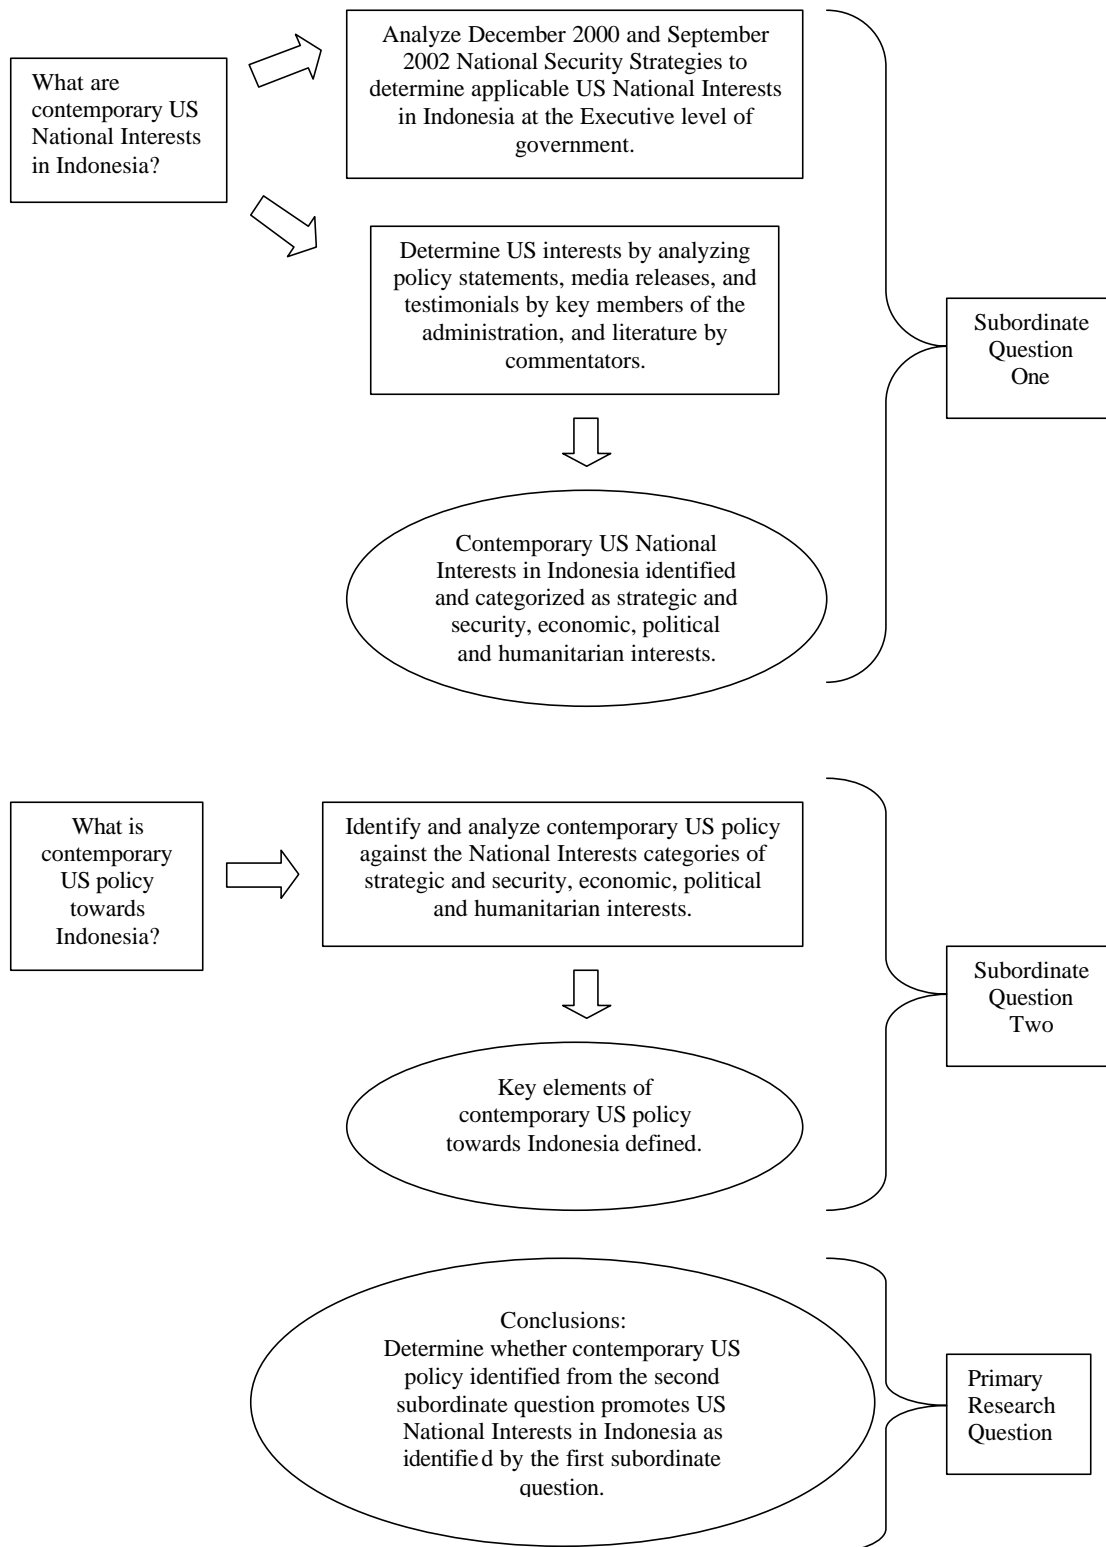 What are
contemporary US
National Interests
in Indonesia?
Analyze December 2000 and September
2002 National Security Strategies to
determine applicable US National Interests
in Indonesia at the Executive level of
government.
Determine US interests by analyzing
policy statements, media releases, and
testimonials by key members of the
administration, and literature by
commentators.
Contemporary US National
Interests in Indonesia identified
and categorized as strategic and
security, economic, political
and humanitarian interests.
Subordinate
Question
One
What is
contemporary
US policy
towards
Indonesia?
Identify and analyze contemporary US policy
against the National Interests categories of
strategic and security, economic, political
and humanitarian interests.
Key elements of
contemporary US policy
towards Indonesia defined.
Subordinate
Question
Two
Conclusions:
Determine whether contemporary US
policy identified from the second
subordinate question promotes US
National Interests in Indonesia as
identified by the first subordinate
question.
Primary
Research
Question